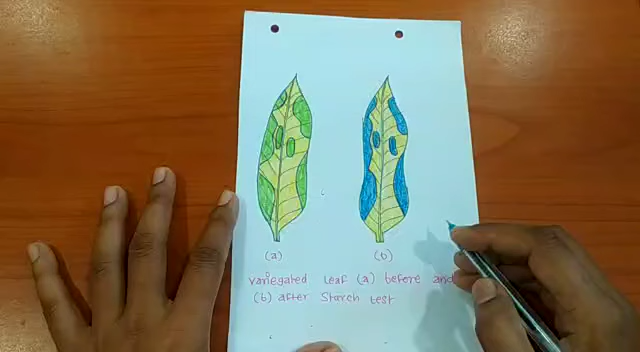 (a) (b)
variegated leaf (a) before and
(b) after Starch test